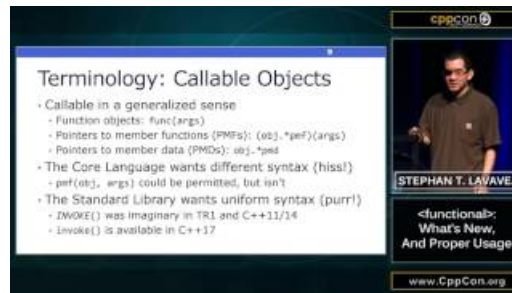 Terminology: Callable Objects
• Callable in a generalized sense
• Function objects: func(args)
• Pointers to member functions (PMFs): (obj.*pmf)(args)
• Pointers to member data (PMDs): obj.*pmd
• The Core Language wants different syntax (hiss!)
• pmf(obj, args) could be permitted, but isn't
• The Standard Library wants uniform syntax (purr!)
• INVOKE() was imaginary in TR1 and C++11/14
• invoke() is available in C++17
cppcon
STEPHAN T. LAVAVE
<functional>:
What's New,
And Proper Usage
www.CppCon.org